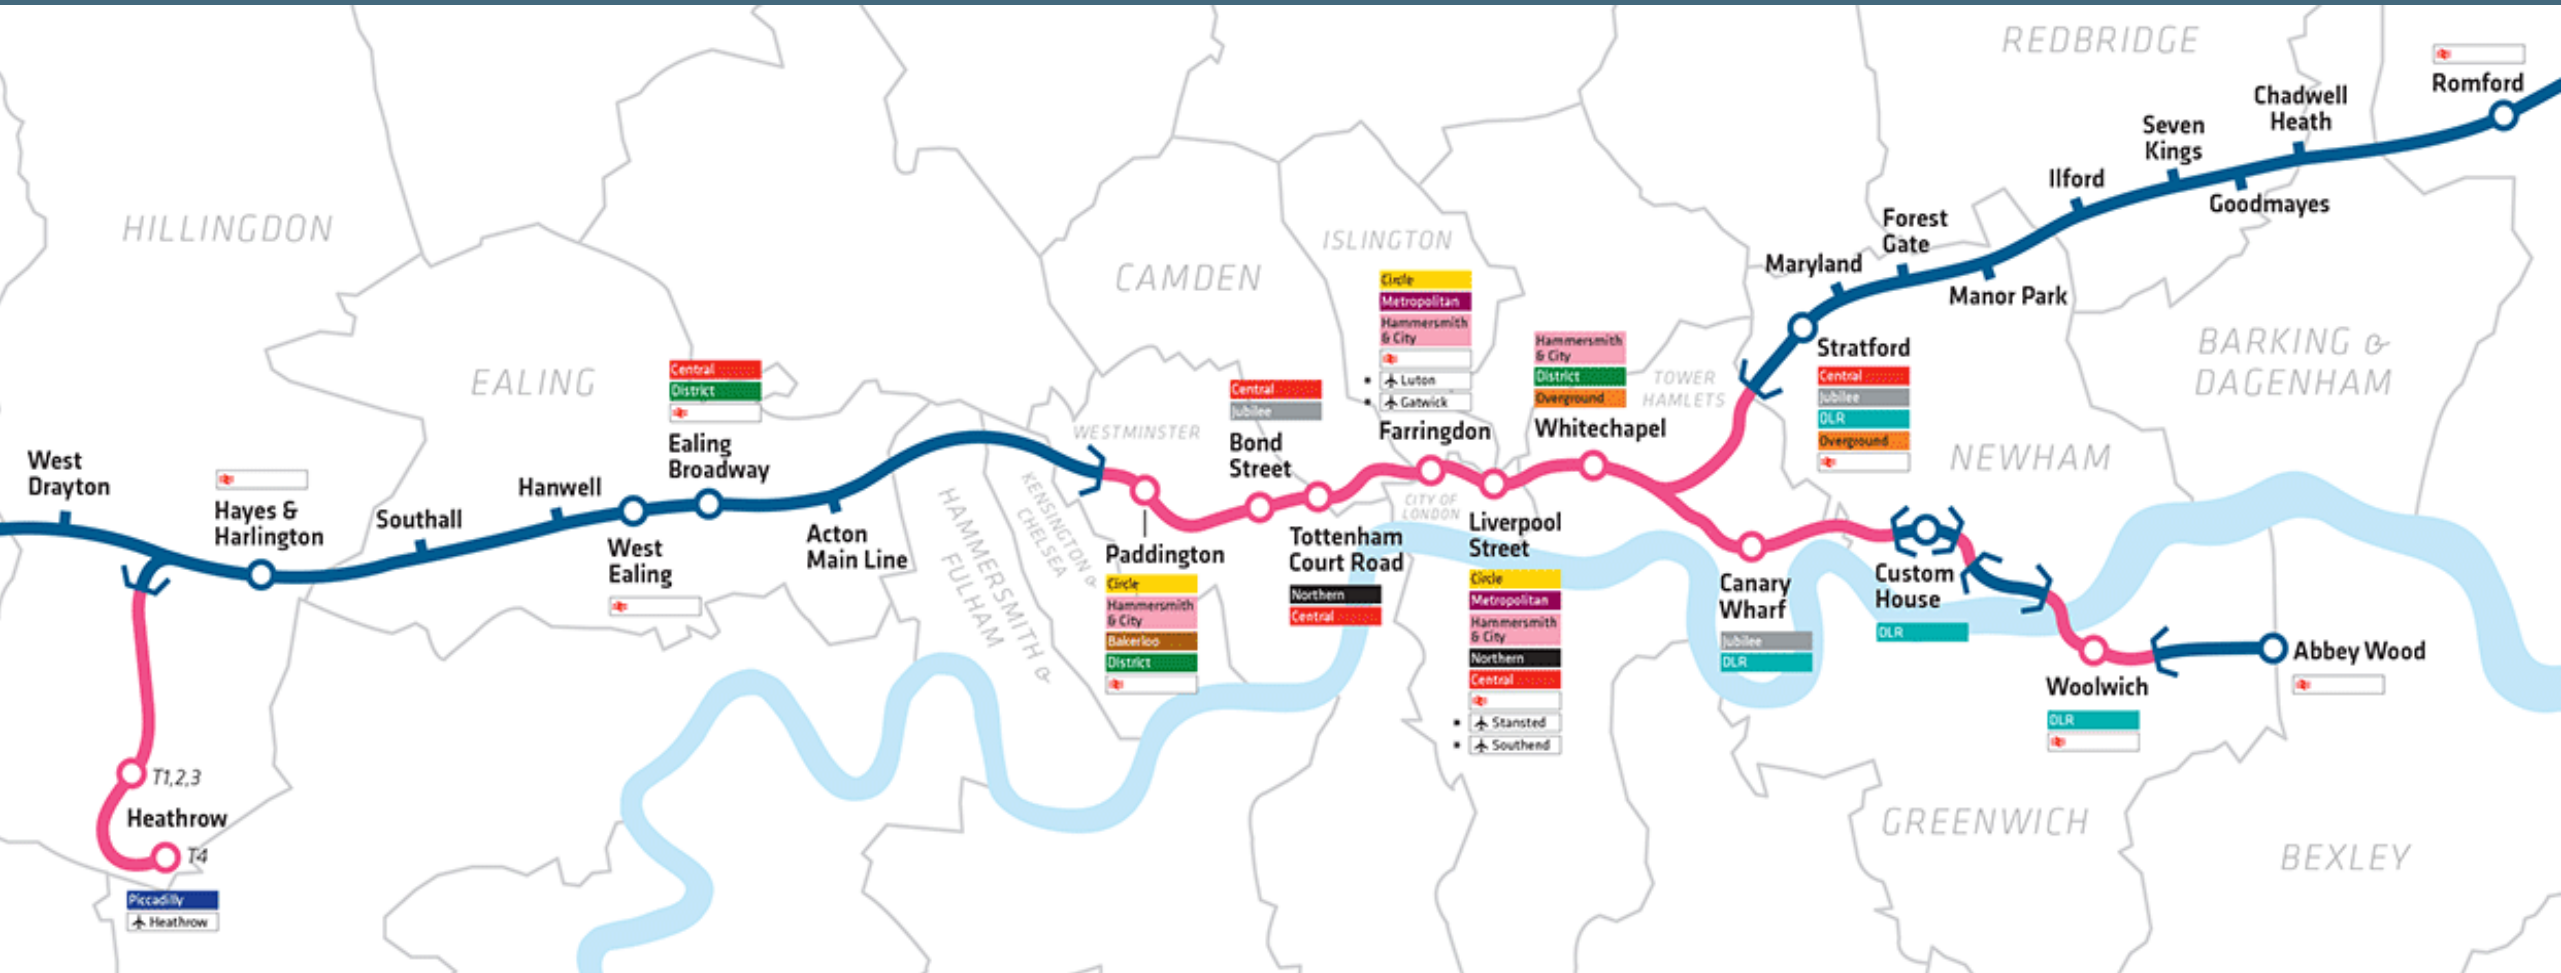 REDBRIDGE
Romford
Chadwell
Heath
Seven
Kings
Ilford
Goodmayes
Forest
Gate
Manor Park
Maryland
HILLINGDON
CAMDEN
ISLINGTON
Circle
Metropolitan
Hammersmith
& City
Luton
Gatwick
Farringdon
Hammersmith
& City
District
Overground
Whitechapel
TOWER
HAMLETS
Stratford
Central
Jubilee
DLR
Overground
BARKING &
DAGENHAM
NEWHAM
EALING
Central
District
Ealing
Broadway
West
Drayton
Hayes &
Harlington
Southall
Hanwell
West
Ealing
Acton
Main Line
HAMMERSMITH &
FULHAM
KENSINGTON &
CHELSEA
WESTMINSTER
Paddington
Circle
Hammersmith
& City
Bakerloo
District
Central
Jubilee
Bond
Street
Tottenham
Court Road
Northern
Central
CITY OF
LONDON
Liverpool
Street
Circle
Metropolitan
Hammersmith
& City
Northern
Central
Stansted
Southend
Canary
Wharf
Jubilee
DLR
Custom
House
DLR
Woolwich
DLR
Abbey Wood
T1,2,3
Heathrow
T4
Piccadilly
Heathrow
GREENWICH
BEXLEY